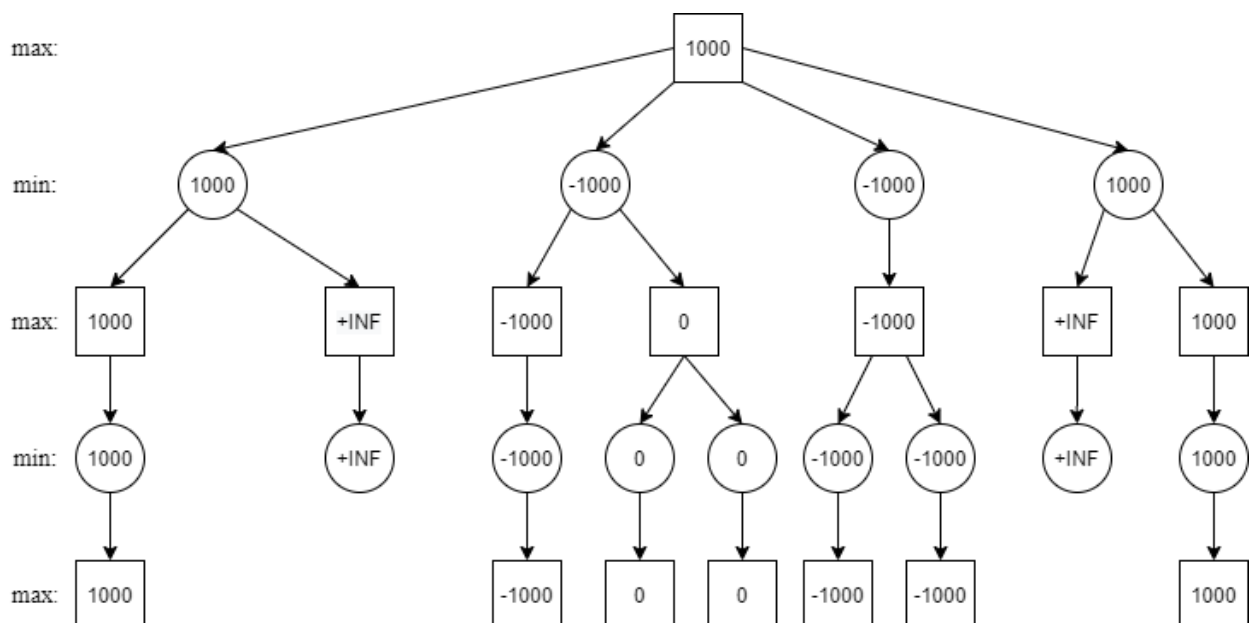 max: 1000
min: 1000 -1000 -1000 1000
max: 1000 +INF -1000 0 -1000 +INF 1000
min: 1000 +INF -1000 0 0 -1000 -1000 +INF 1000
max: 1000 -1000 0 0 -1000 -1000 1000